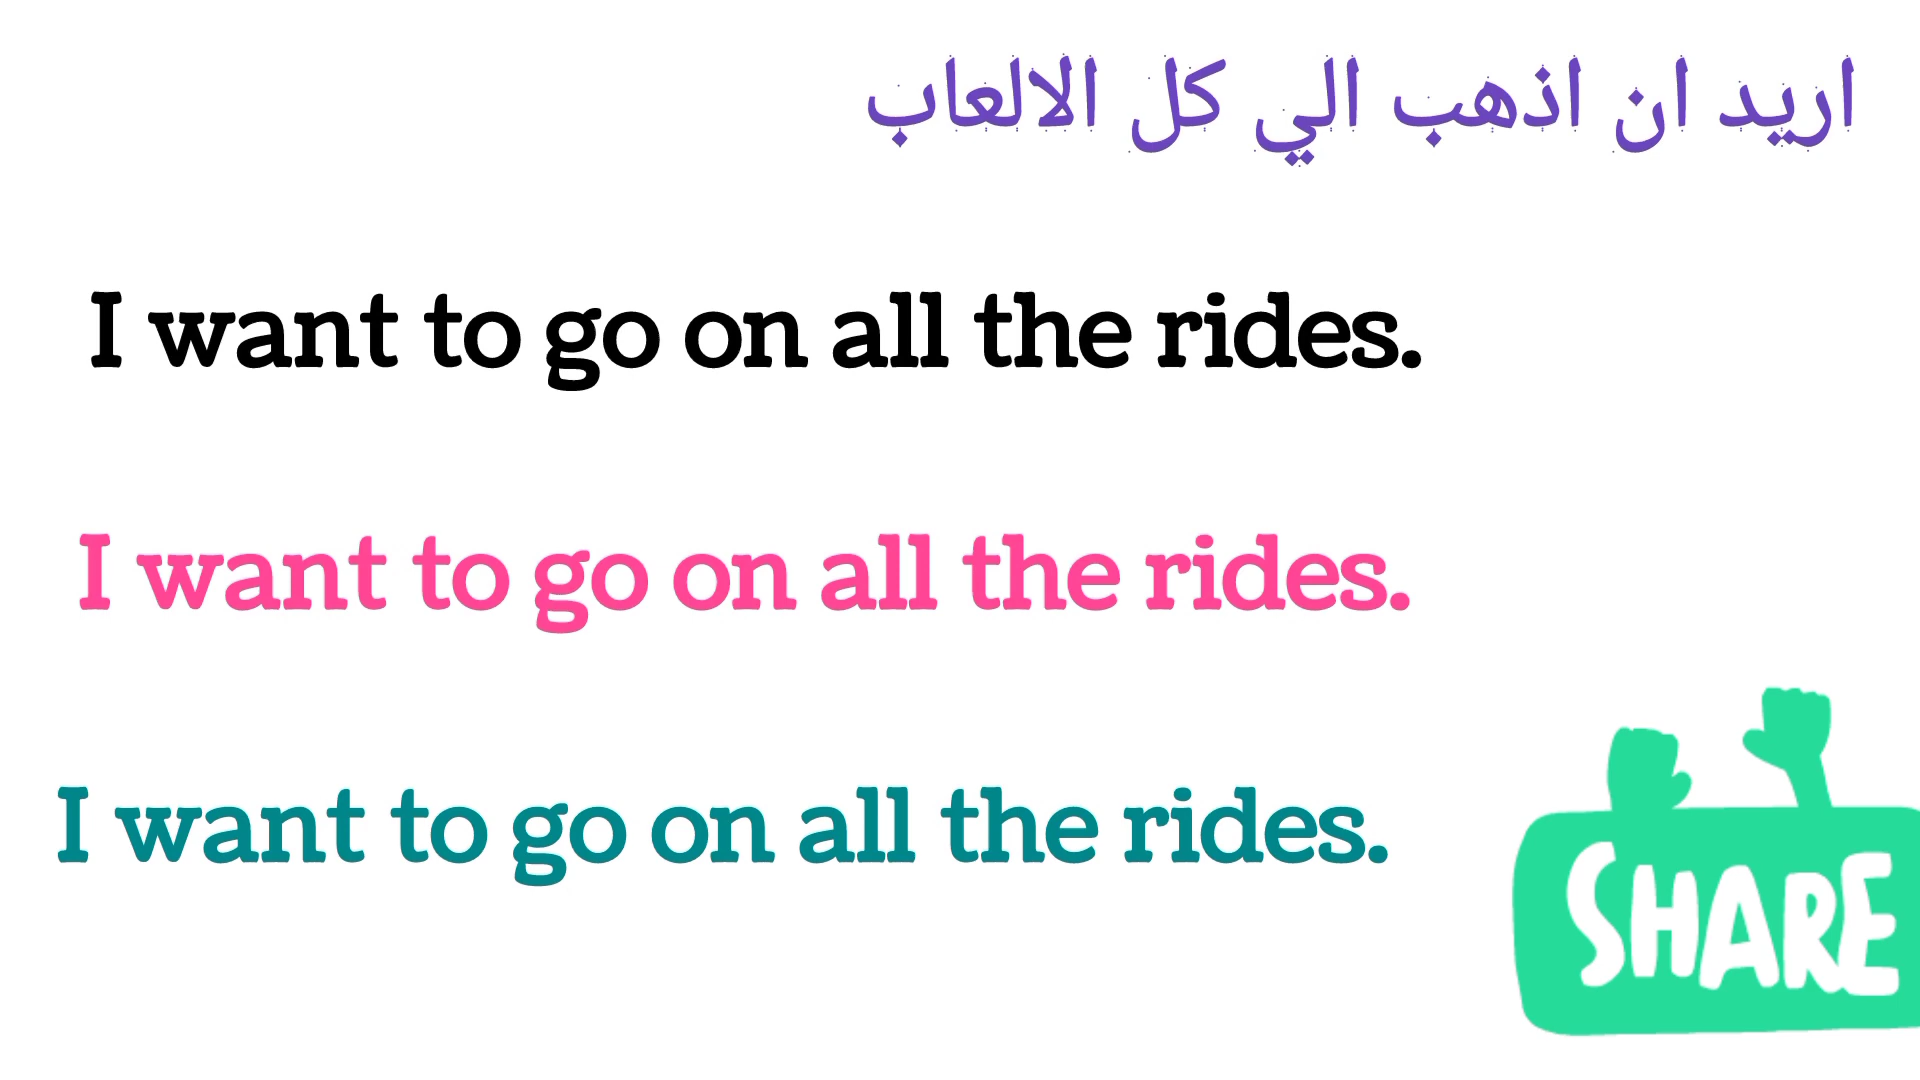 اريد ان اذهب الي كل الالعاب
I want to go on all the rides.
I want to go on all the rides.
I want to go on all the rides.
SHARE